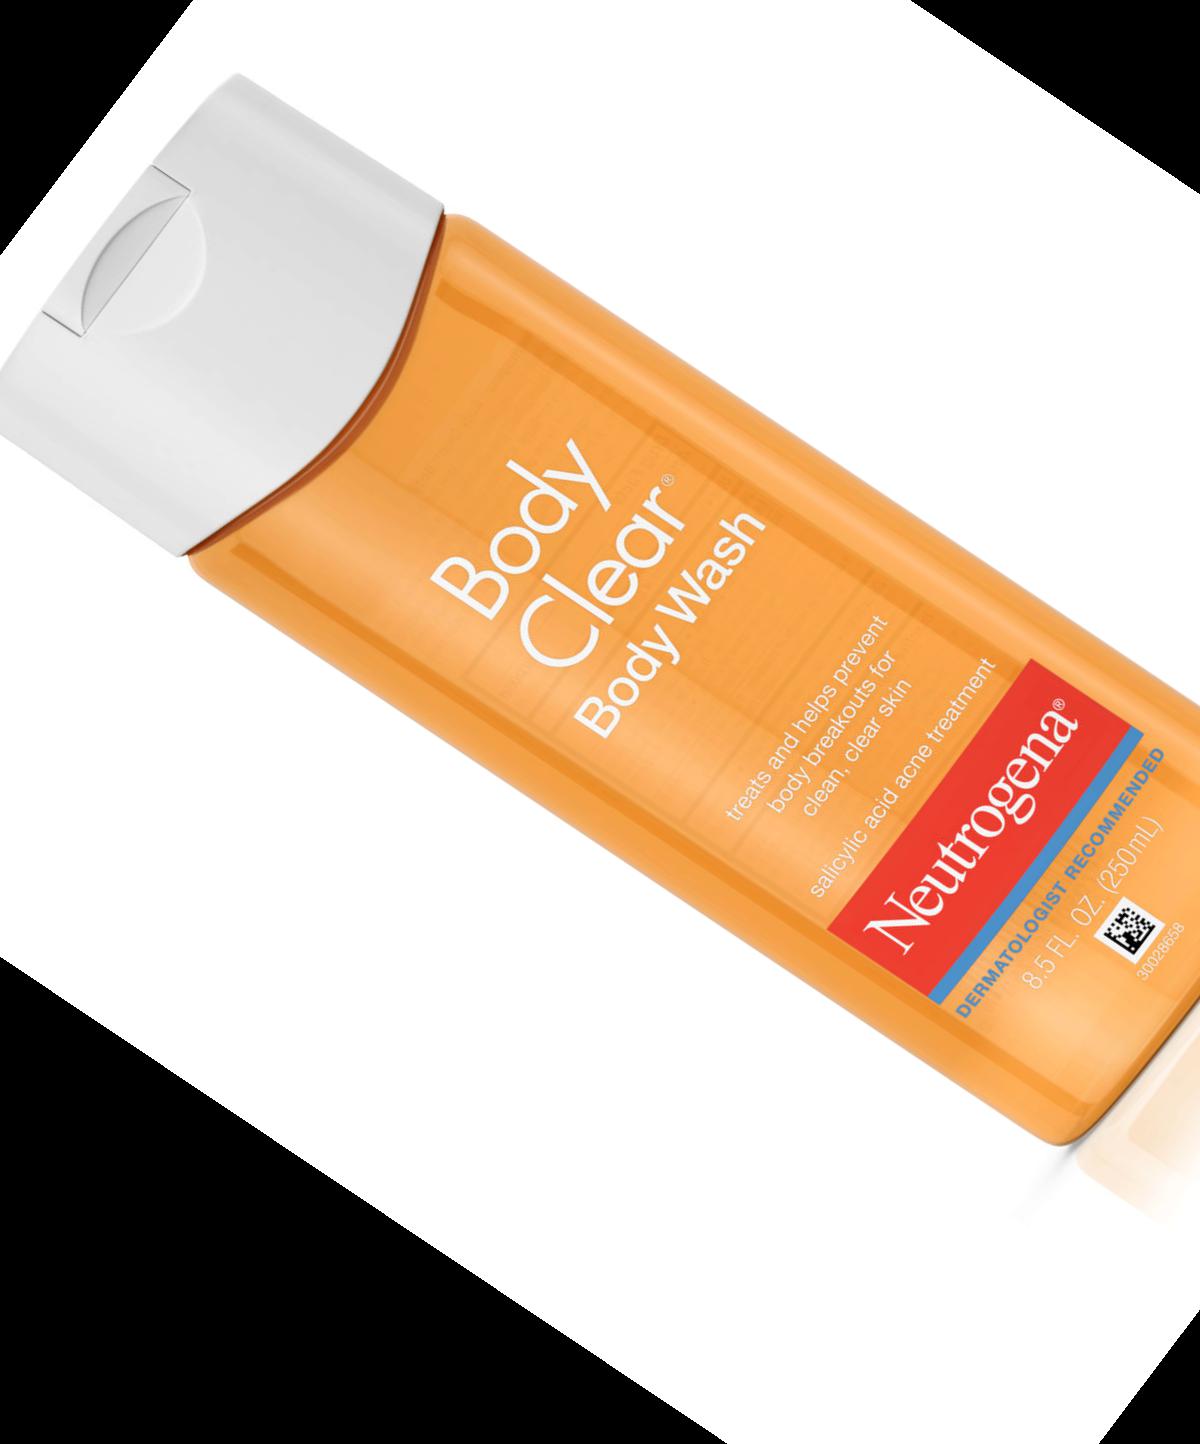 Body
Clear®
Body Wash
treats and helps prevent
body breakouts for
clean, clear skin
salicylic acid acne treatment
Neutrogena®
DERMATOLOGIST RECOMMENDED
8.5 FL. OZ. (250mL)
30028658